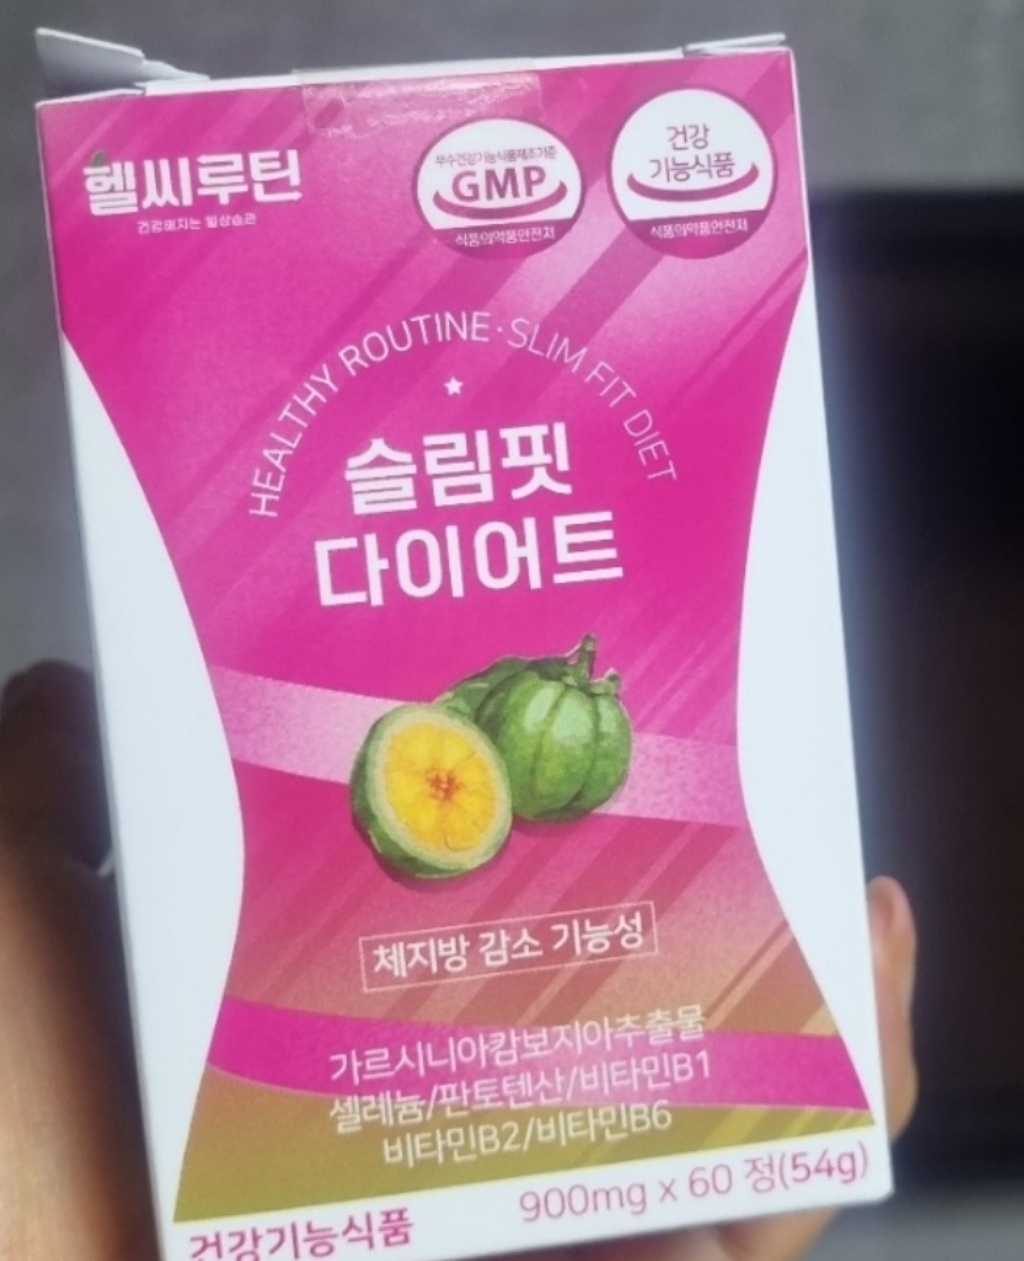 헬씨루틴
건강해지는 일상습관
우수건강기능식품제조기준
GMP
식품의약품안전처
건강
기능식품
식품의약품안전처
HEALTHY ROUTINE·SLIM FIT DIET
슬림핏
다이어트
체지방 감소 기능성
가르시니아캄보지아추출물
셀레늄/판토텐산/비타민B1
비타민B2/비타민B6
900mg x 60 정(54g)
건강기능식품